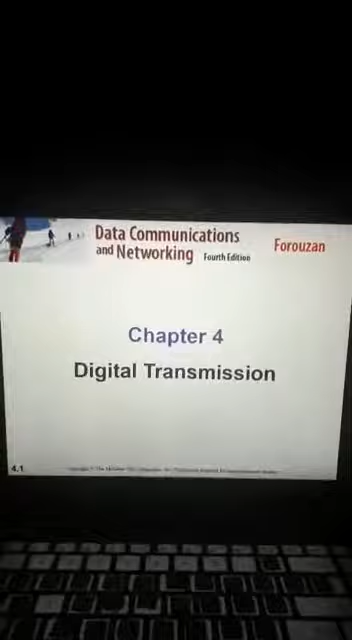 Data Communications
and Networking Fourth Edition
Forouzan
Chapter 4
Digital Transmission
4.1